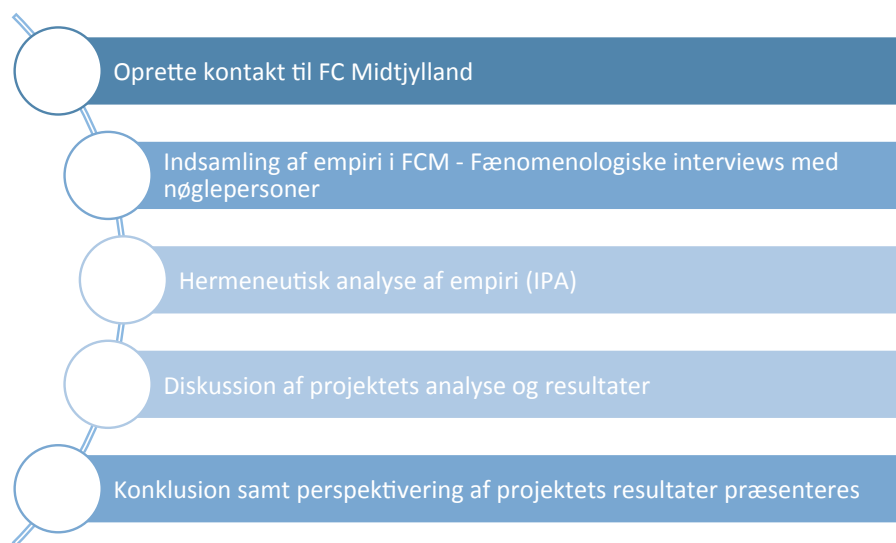 Oprette kontakt til FC Midtjylland
Indsamling af empiri i FCM - Fænomenologiske interviews med
nøglepersoner
Hermeneutisk analyse af empiri (IPA)
Diskussion af projektets analyse og resultater
Konklusion samt perspektivering af projektets resultater præsenteres